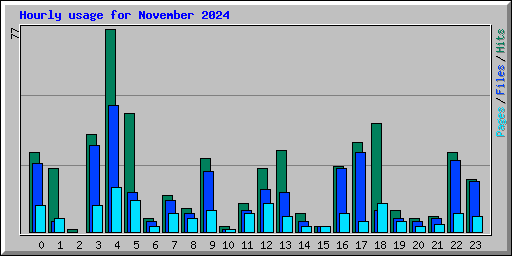 Hourly usage for November 2024
77
Pages / Files / Hits
0 1 2 3 4 5 6 7 8 9 10 11 12 13 14 15 16 17 18 19 20 21 22 23